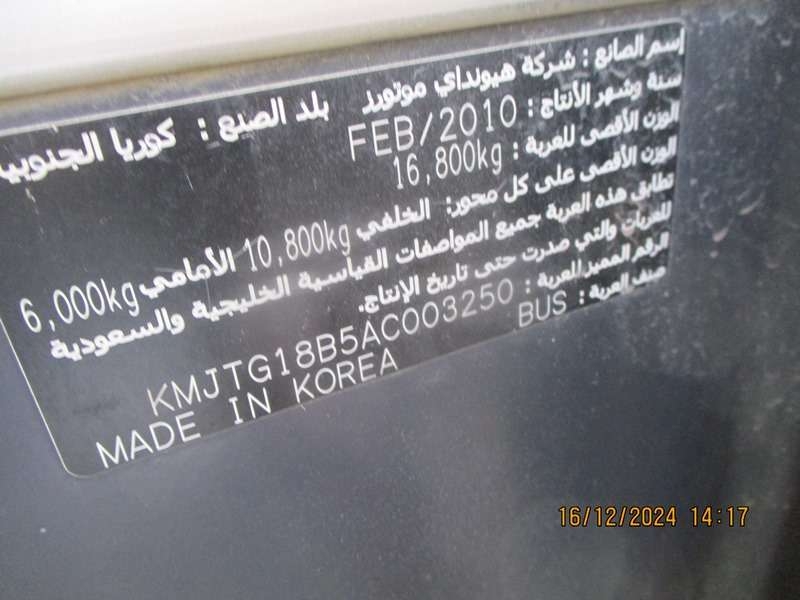 إسم الصانع : شركة هيونداي موتورز بلد الصنع : كوريا الجنوبية
سنة وشهر الأنتاج : FEB/2010
الوزن الأقصى للعربة : 16,800kg
الوزن الأقصى على كل محور: الخلفي 10,800kg الأمامي 6,000kg
تطابق هذه العربة جميع المواصفات القياسية الخليجية والسعودية
للعربات والتي صدرت حتى تاريخ الإنتاج.
الرقم المميز للعربة : KMJTG18B5AC003250
صنف العربة : BUS
MADE IN KOREA
16/12/2024 14:17